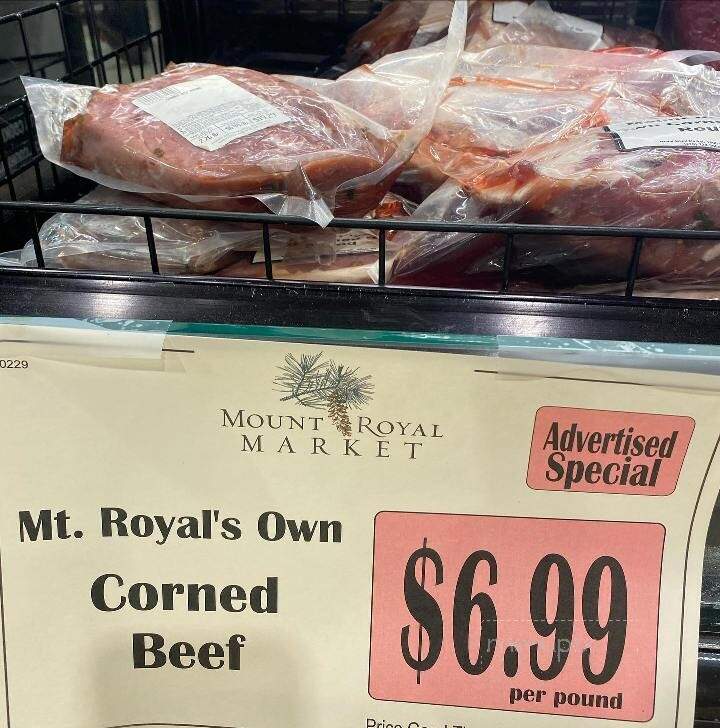 0229
MOUNT ROYAL
MARKET
Advertised
Special
Mt. Royal's Own
Corned
Beef
$6.99
per pound